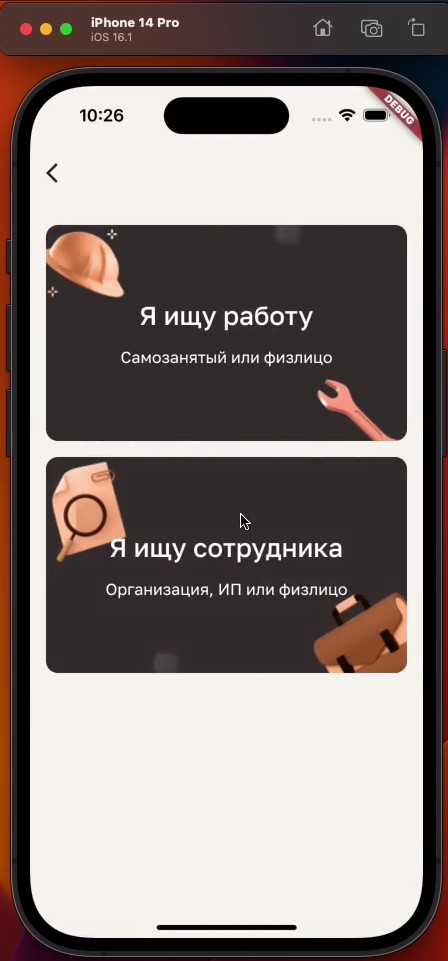 iPhone 14 Pro
iOS 16.1
10:26
DEBUG
Я ищу работу
Самозанятый или физлицо
Я ищу сотрудника
Организация, ИП или физлицо